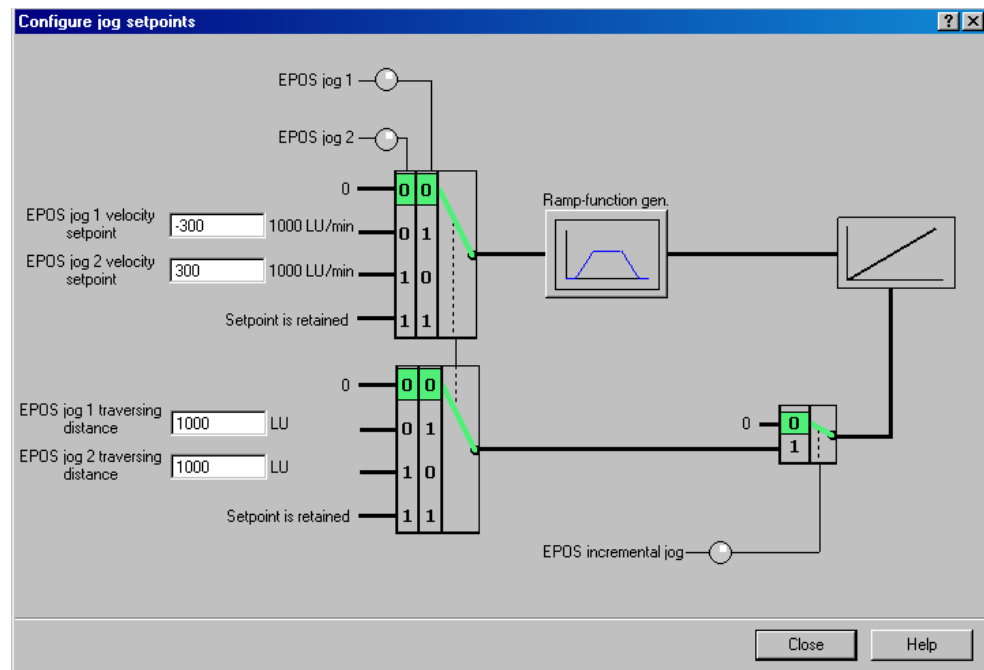 Configure jog setpoints
? ×
EPOS jog 1
EPOS jog 2
0
0 0
EPOS jog 1 velocity
setpoint
-300
1000 LU/min
0 1
EPOS jog 2 velocity
setpoint
300
1000 LU/min
1 0
Setpoint is retained
1 1
Ramp-function gen.
0
0 0
EPOS jog 1 traversing
distance
1000
LU
0 1
EPOS jog 2 traversing
distance
1000
LU
1 0
Setpoint is retained
1 1
0
0
1
EPOS incremental jog
Close
Help